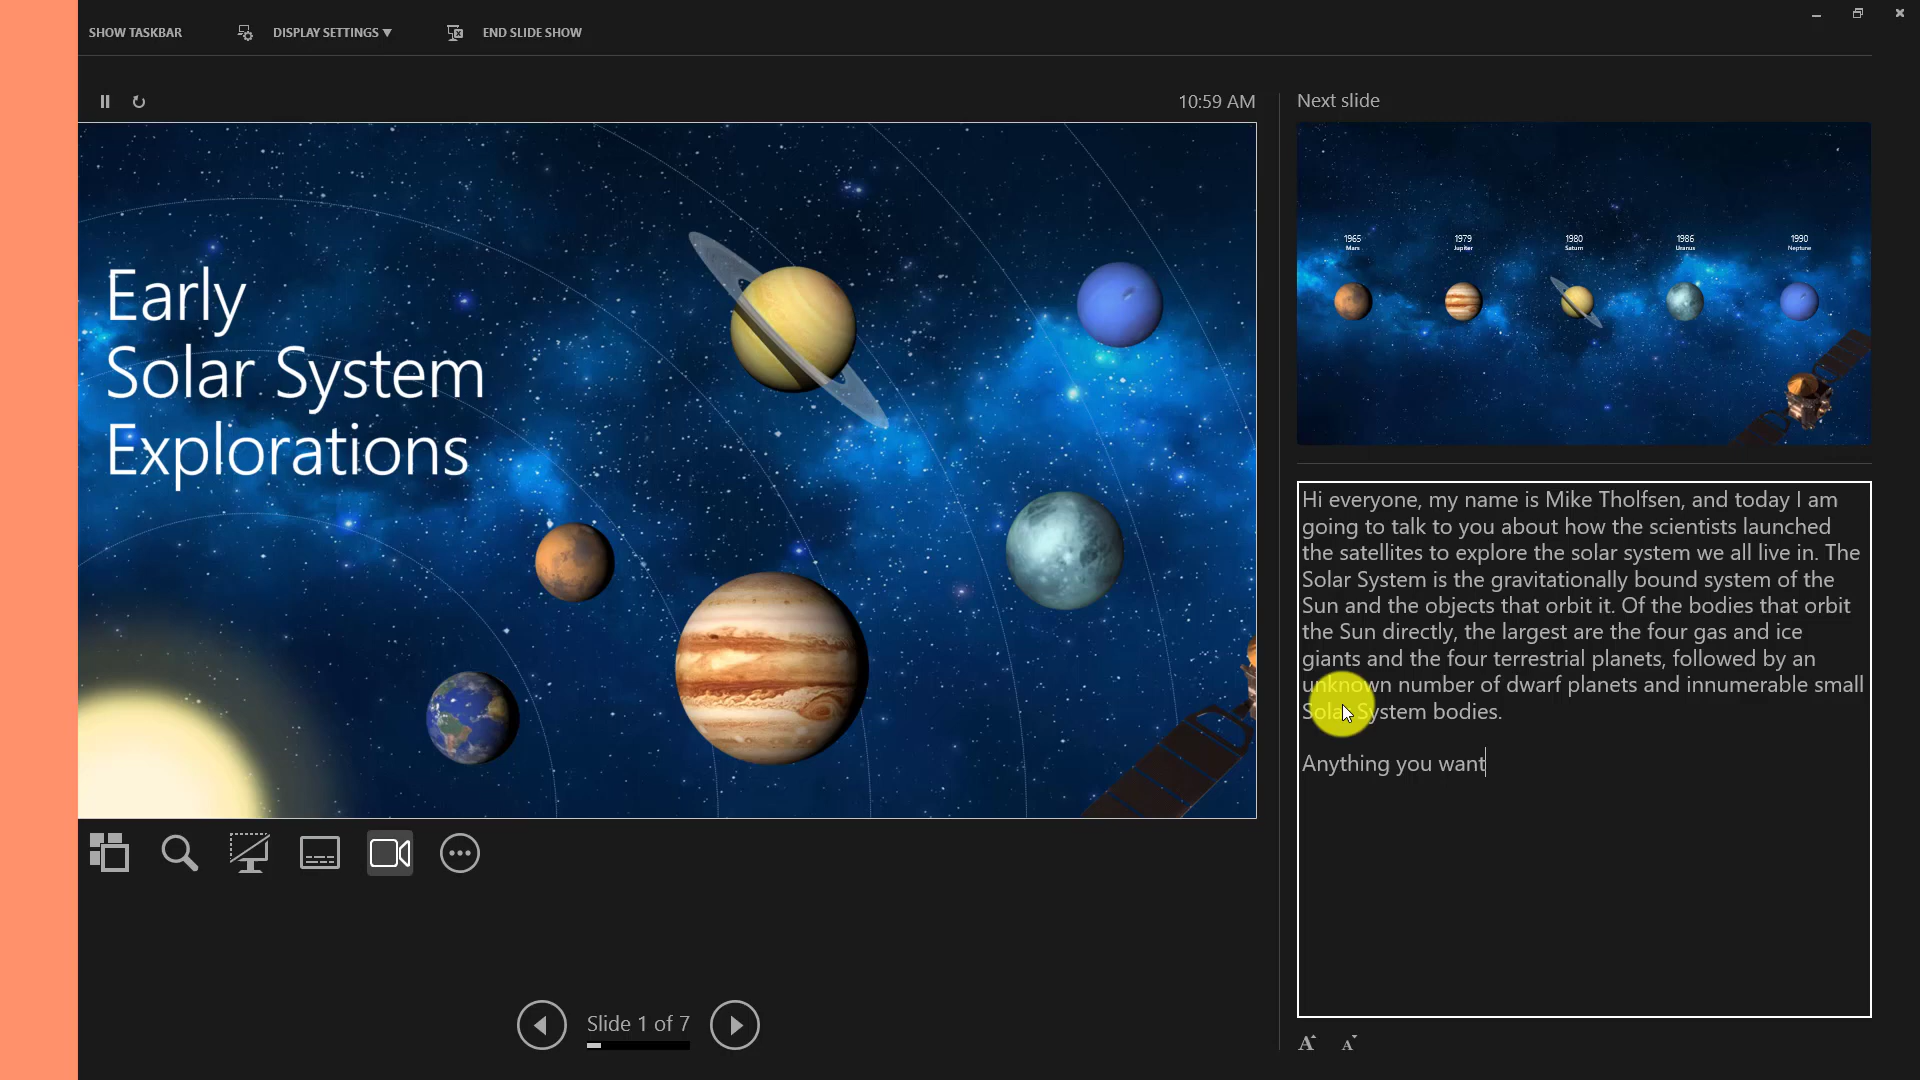 SHOW TASKBAR
DISPLAY SETTINGS ▼
END SLIDE SHOW
10:59 AM
Early
Solar System
Explorations
Next slide
1965
Mars
1979
Jupiter
1980
Saturn
1986
Uranus
1990
Neptune
Hi everyone, my name is Mike Tholfsen, and today I am
going to talk to you about how the scientists launched
the satellites to explore the solar system we all live in. The
Solar System is the gravitationally bound system of the
Sun and the objects that orbit it. Of the bodies that orbit
the Sun directly, the largest are the four gas and ice
giants and the four terrestrial planets, followed by an
unknown number of dwarf planets and innumerable small
Solar System bodies.
Anything you want
Slide 1 of 7
A A